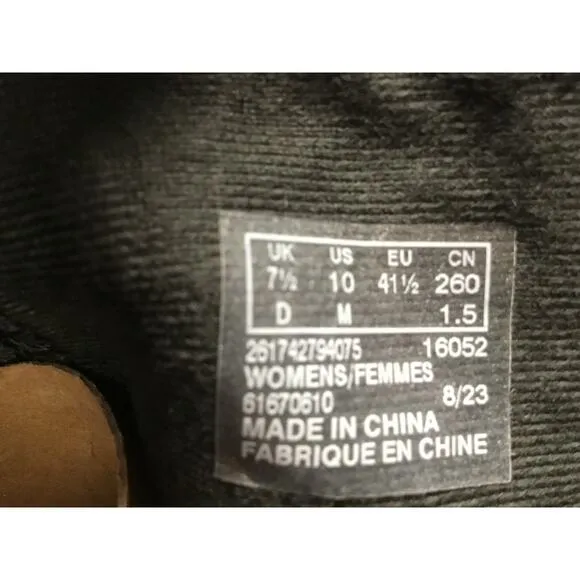 UK US EU CN
7½ 10 41½ 260
D M 1.5
261742794075 16052
WOMENS/FEMMES
61670610 8/23
MADE IN CHINA
FABRIQUE EN CHINE